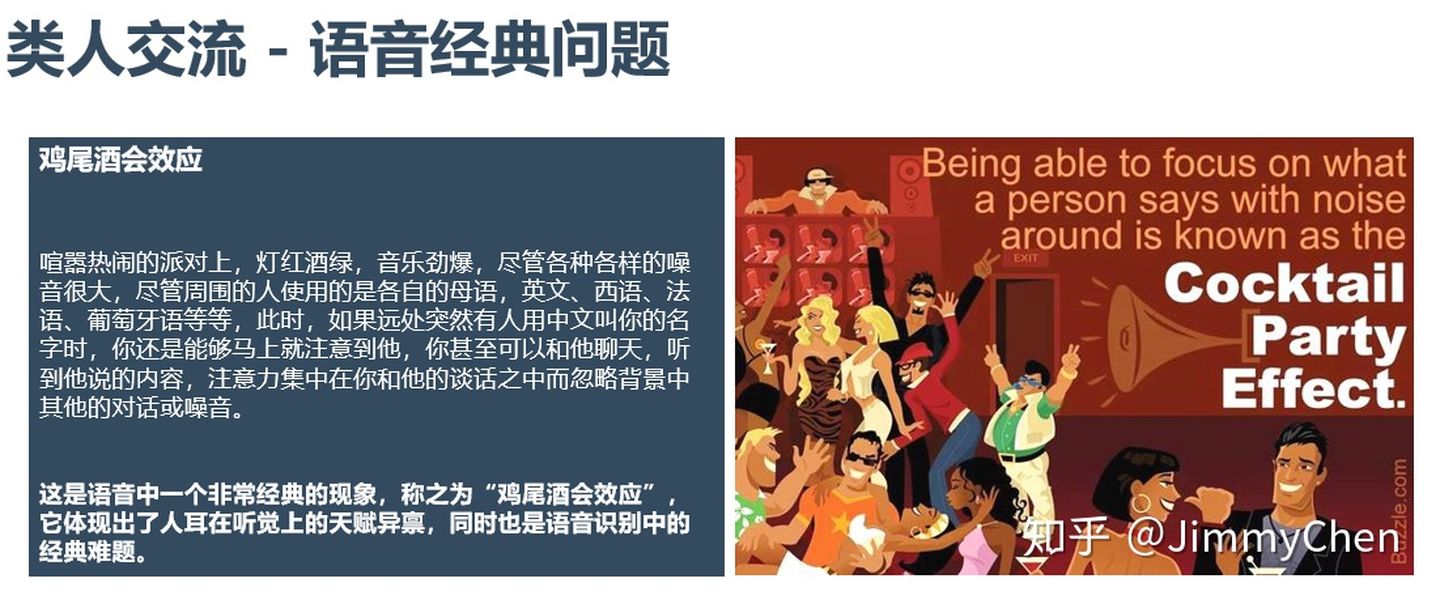 类人交流 - 语音经典问题
鸡尾酒会效应
喧嚣热闹的派对上，灯红酒绿，音乐劲爆，尽管各种各样的噪
音很大，尽管周围的人使用的是各自的母语，英文、西语、法
语、葡萄牙语等等，此时，如果远处突然有人用中文叫你的名
字时，你还是能够马上就注意到他，你甚至可以和他聊天，听
到他说的内容，注意力集中在你和他的谈话之中而忽略背景中
其他的对话或噪音。
这是语音中一个非常经典的现象，称之为“鸡尾酒会效应”，
它体现出了人耳在听觉上的天赋异禀，同时也是语音识别中的
经典难题。
Being able to focus on what
a person says with noise
around is known as the
EXIT
Cocktail
Party
Effect.
Buzzle.com
知乎 @JimmyChen